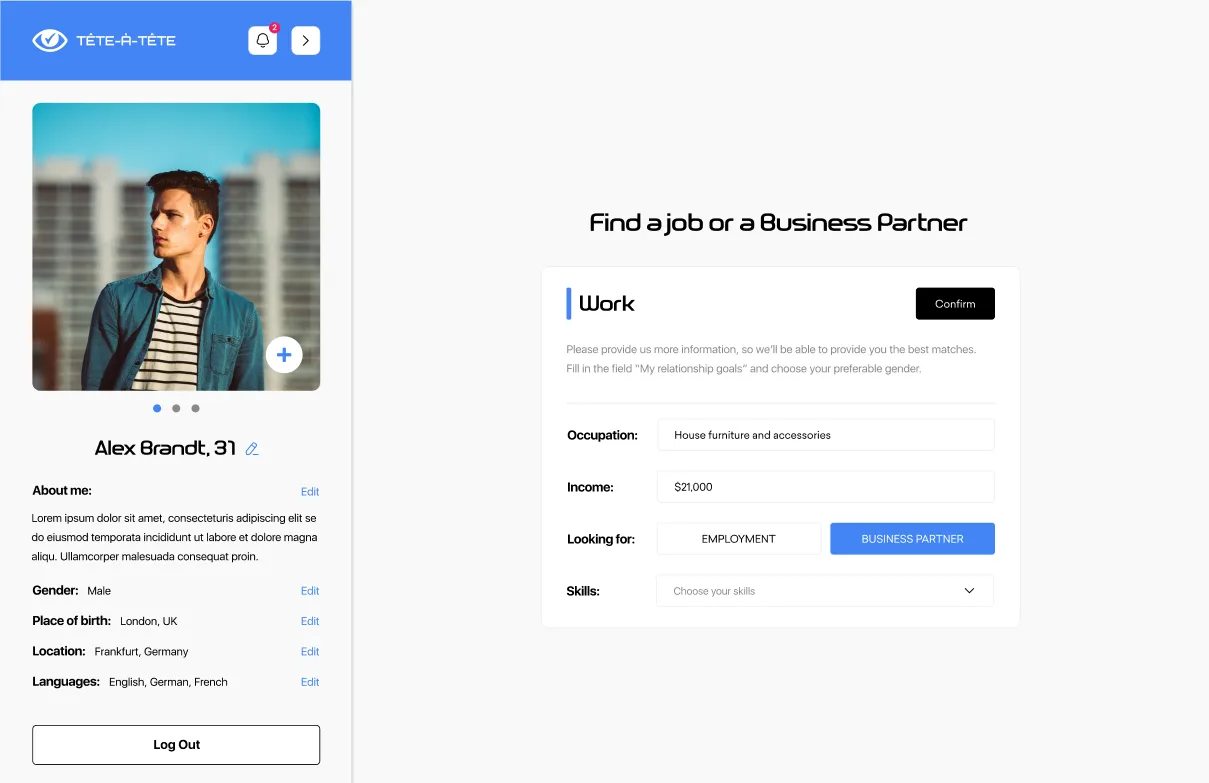 TÉTE-Á-TÉTE
2
Alex Brandt, 31
About me:
Edit
Lorem ipsum dolor sit amet, consecteturis adipiscing elit se
do eiusmod temporata incididunt ut labore et dolore magna
aliqu. Ullamcorper malesuada consequat proin.
Gender: Male
Edit
Place of birth: London, UK
Edit
Location: Frankfurt, Germany
Edit
Languages: English, German, French
Edit
Log Out
Find a job or a Business Partner
Work
Confirm
Please provide us more information, so we'll be able to provide you the best matches.
Fill in the field "My relationship goals" and choose your preferable gender.
Occupation: House furniture and accessories
Income: $21,000
Looking for: EMPLOYMENT BUSINESS PARTNER
Skills: Choose your skills